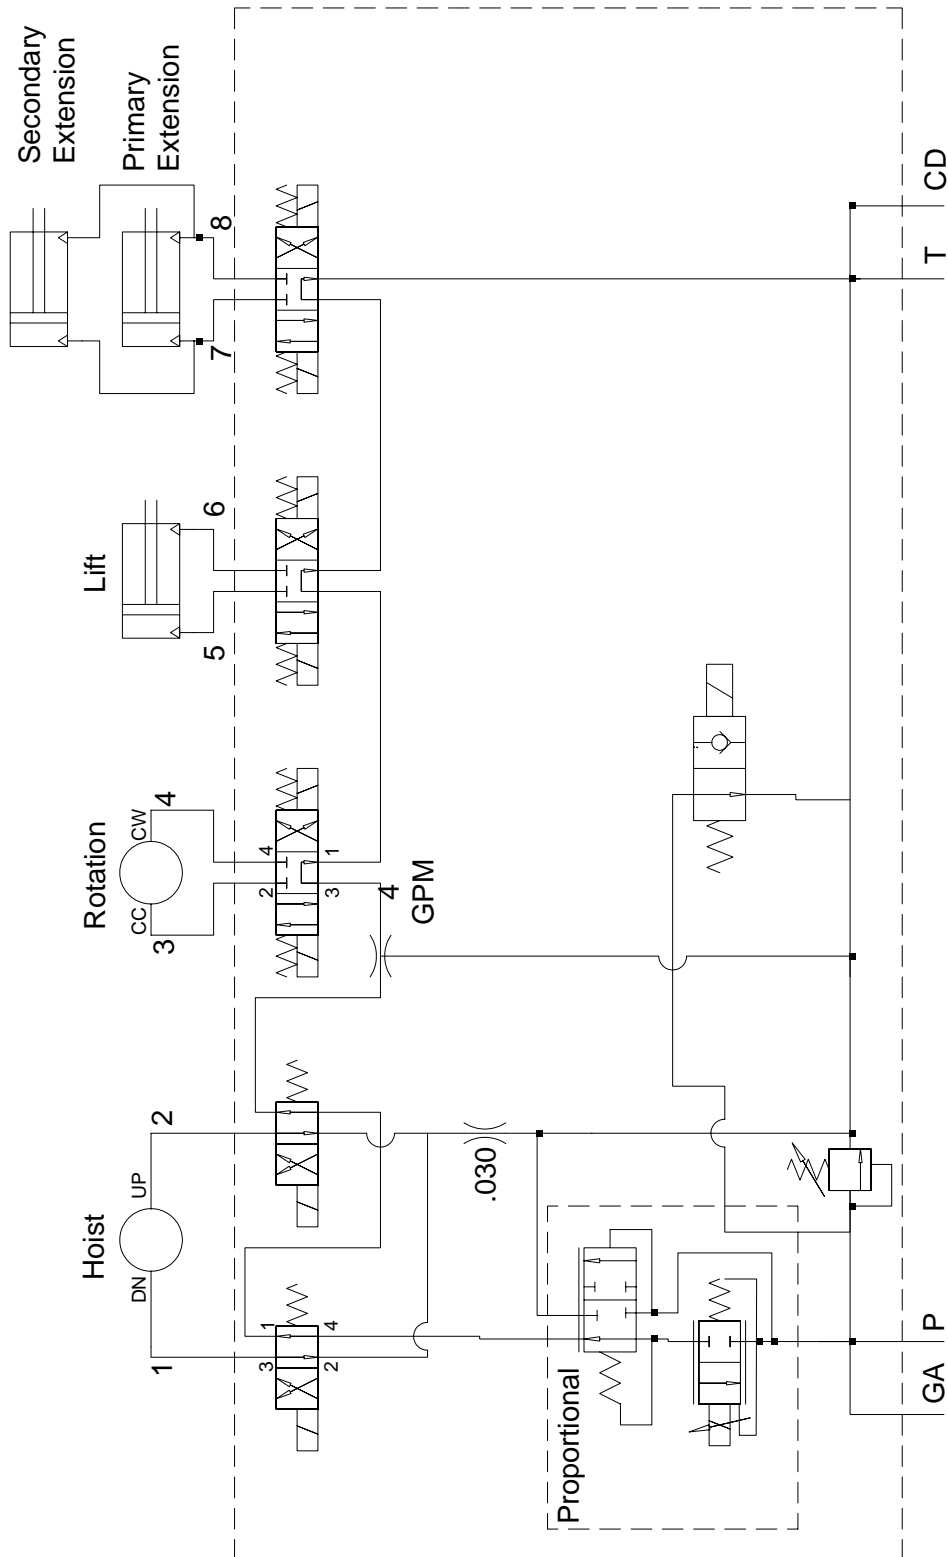 Secondary
Extension
Primary
Extension
8
7
Lift
6
5
Rotation
4
CW
CC
3
4
2
1
3
4
GPM
2
UP
Hoist
DN
1
1
4
3
2
.030
Proportional
CD
T
P
GA